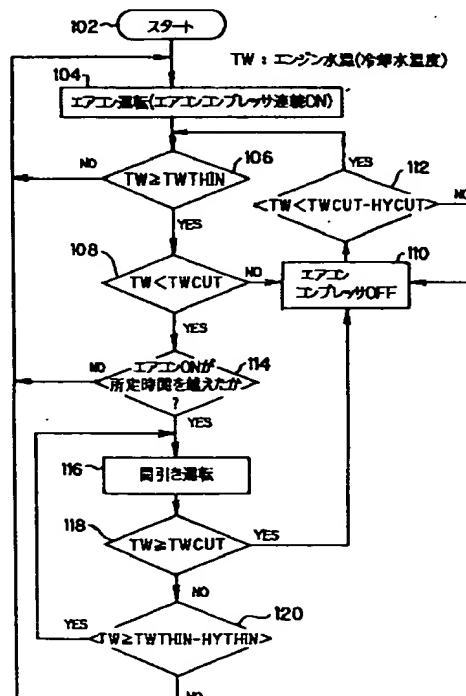 102
スタート
TW : エンジン水温(冷却水温度)
104
エアコン運転(エアコンコンプレッサ連続ON)
NO
TW≧TWTHIN
106
YES
YES
112
<TW<TWCUT-HYCUT>
NO
108
TW<TWCUT
NO
110
エアコン
コンプレッサOFF
YES
NO
エアコンONが
所定時間を越えたか
?
114
YES
116
間引き運転
118
TW≧TWCUT
YES
NO
120
YES
<TW≧TWTHIN-HYTHIN>
NO